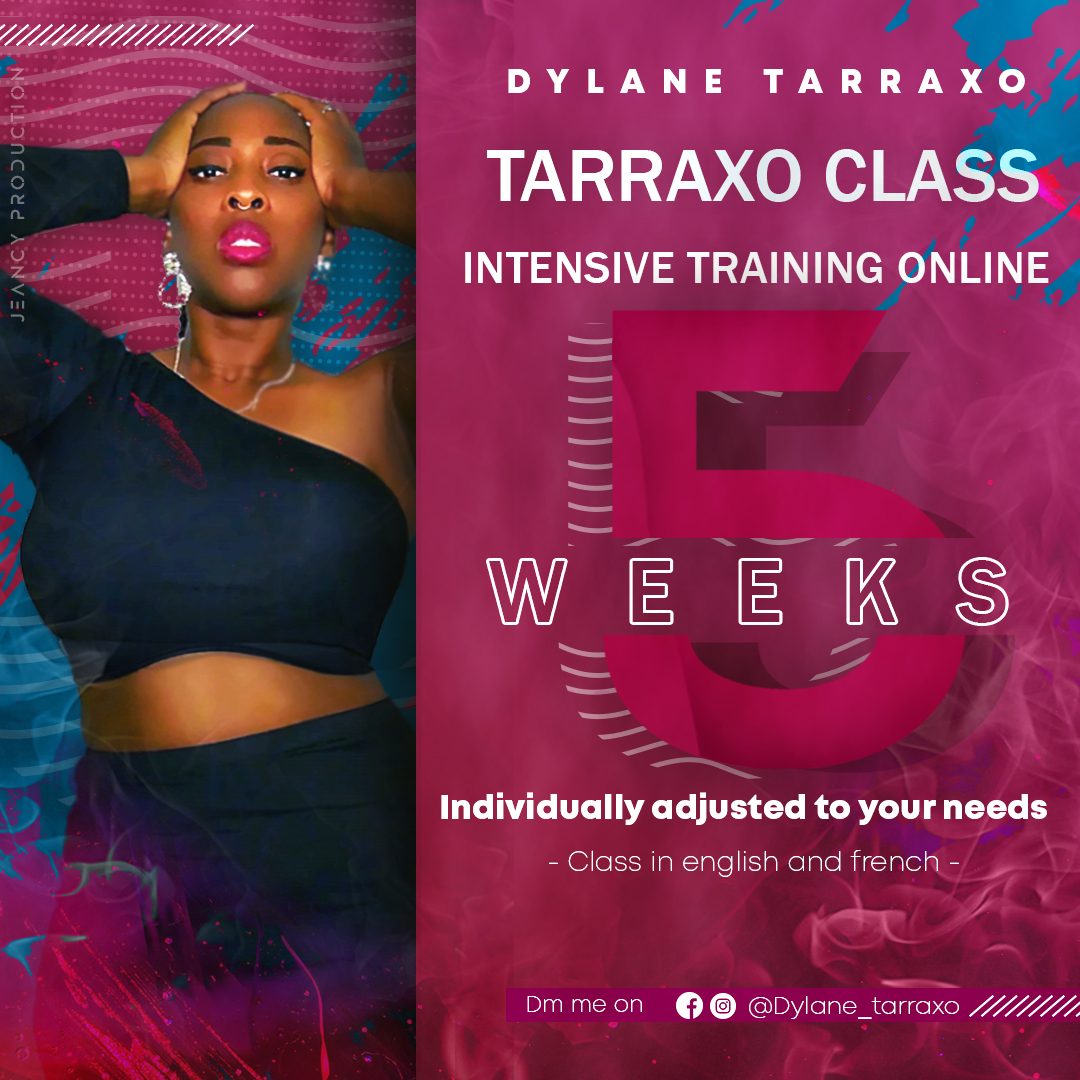 JEANCY PRODUCTION
DYLANE TARRAXO
TARRAXO CLASS
INTENSIVE TRAINING ONLINE
5
WEEKS
Individually adjusted to your needs
- Class in english and french -
Dm me on @Dylane_tarraxo